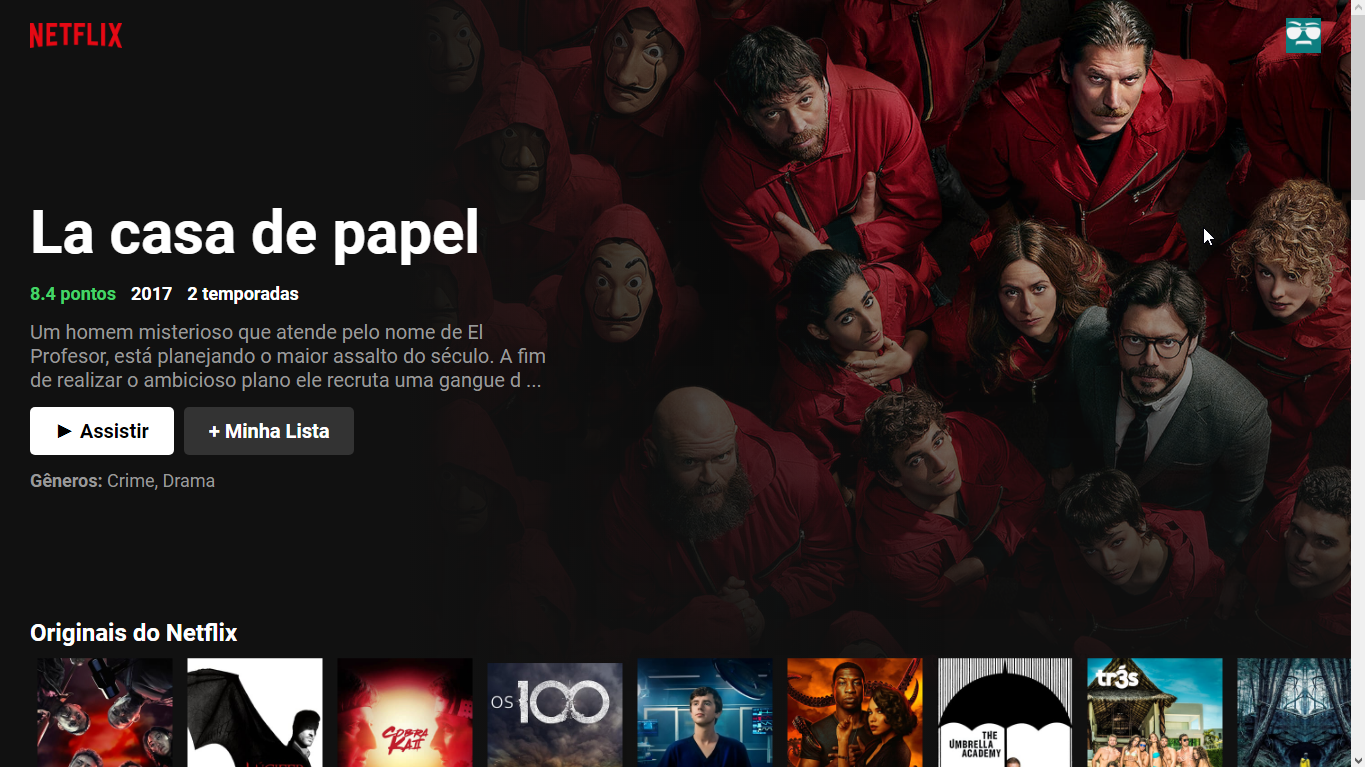 NETFLIX
La casa de papel
8.4 pontos 2017 2 temporadas
Um homem misterioso que atende pelo nome de El
Profesor, está planejando o maior assalto do século. A fim
de realizar o ambicioso plano ele recruta uma gangue d ...
► Assistir
+ Minha Lista
Gêneros: Crime, Drama
Originais do Netflix
LUCIFER
COBRA
KAI
OS 100
THE
UMBRELLA
ACADEMY
tr3s